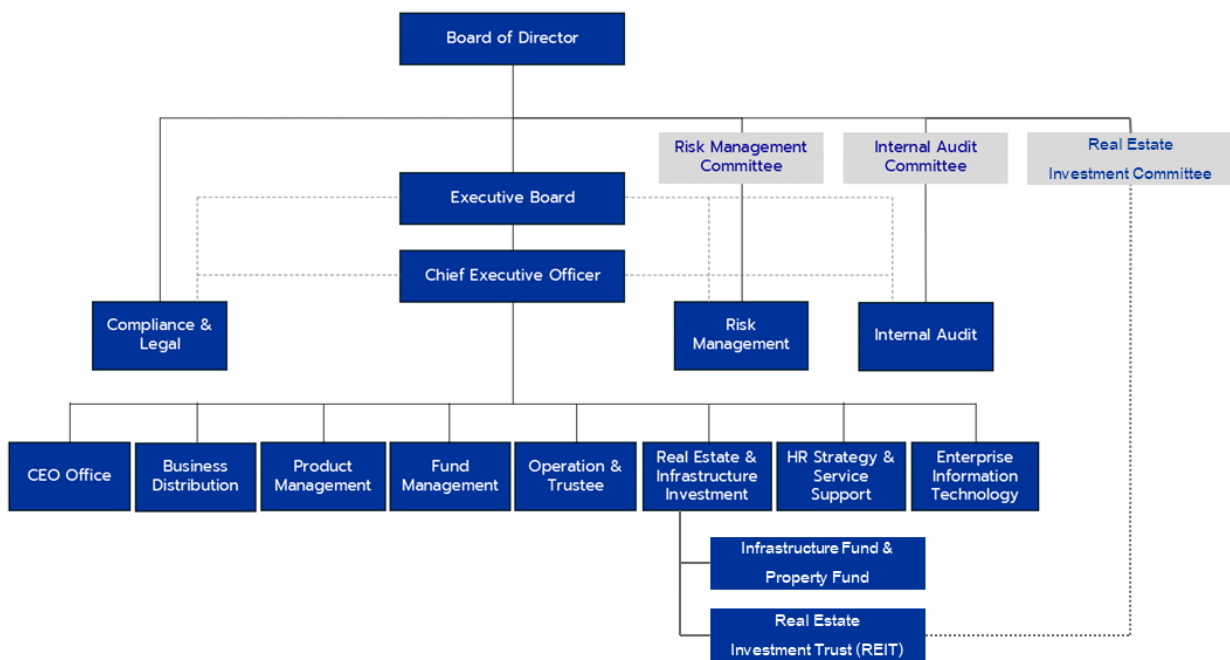 Board of Director
Risk Management
Committee
Internal Audit
Committee
Real Estate
Investment Committee
Executive Board
Chief Executive Officer
Compliance &
Legal
Risk
Management
Internal Audit
CEO Office
Business
Distribution
Product
Management
Fund
Management
Operation &
Trustee
Real Estate &
Infrastructure
Investment
HR Strategy &
Service
Support
Enterprise
Information
Technology
Infrastructure Fund &
Property Fund
Real Estate
Investment Trust (REIT)